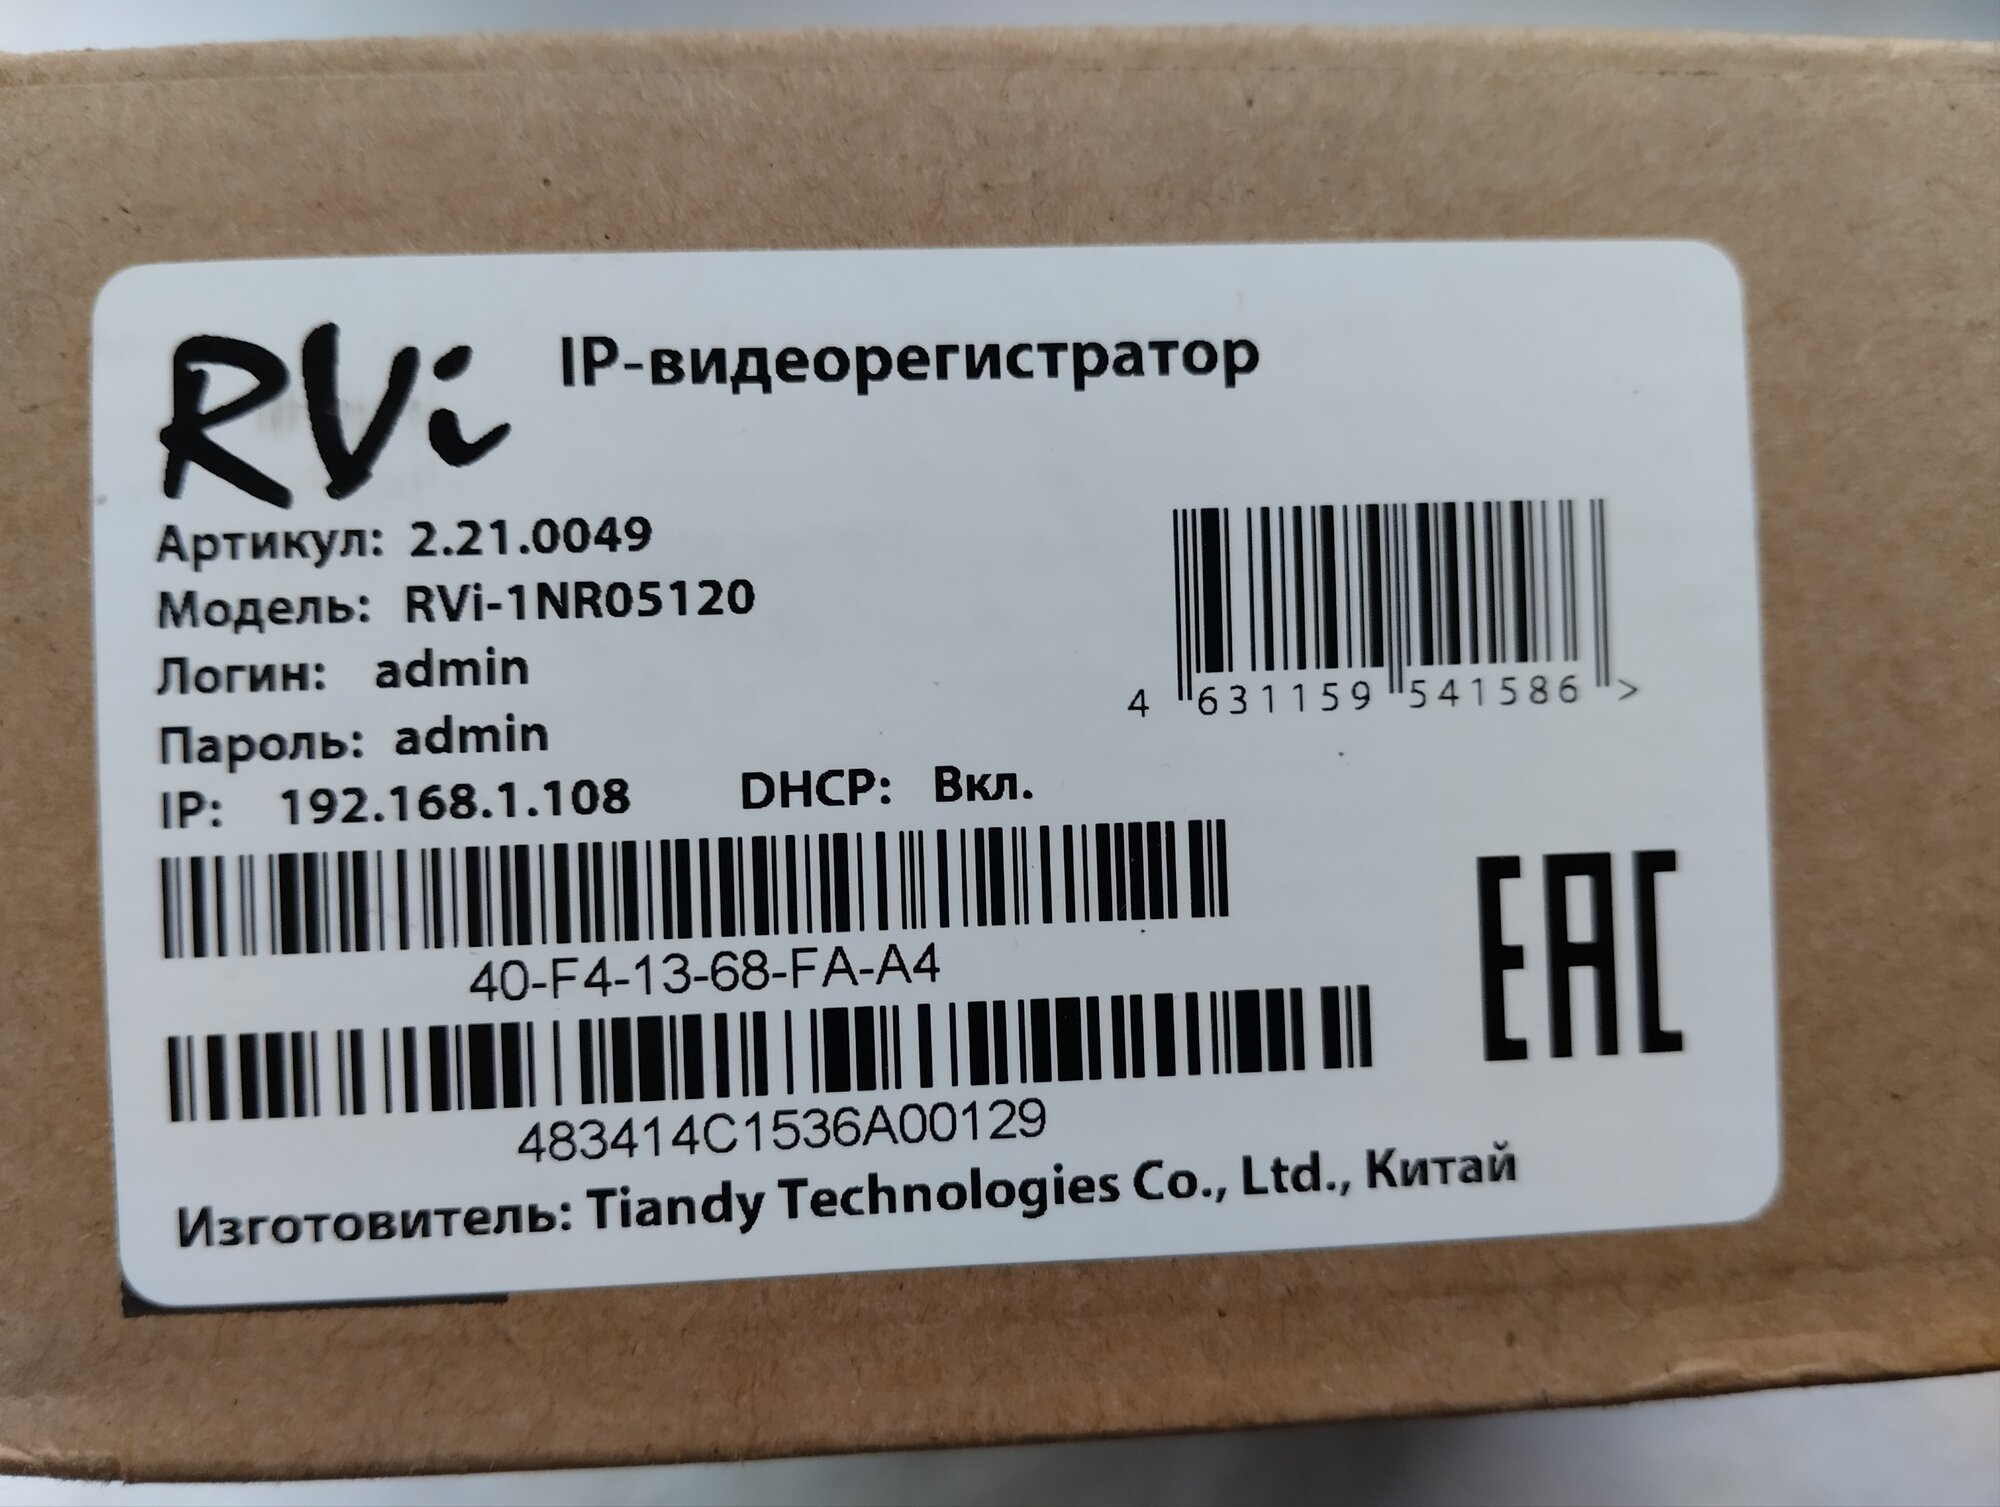 RVi IP-видеорегистратор
Артикул: 2.21.0049
Модель: RVi-1NR05120
Логин: admin
Пароль: admin
IP: 192.168.1.108 DHCP: Вкл.
4 631159 541586 >
40-F4-13-68-FA-A4
483414C1536A00129
EAC
Изготовитель: Tiandy Technologies Co., Ltd., Китай